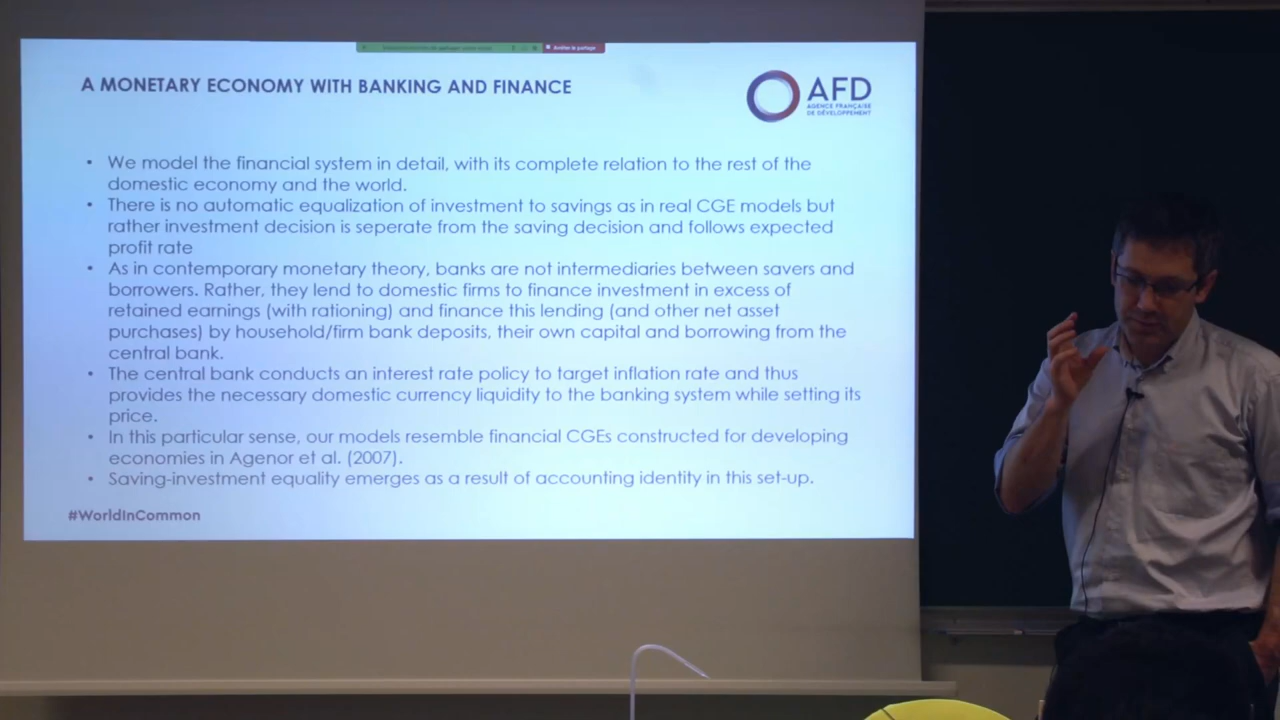 Arrêter le partage
A MONETARY ECONOMY WITH BANKING AND FINANCE
AFD
AGENCE FRANÇAISE
DE DÉVELOPPEMENT
• We model the financial system in detail, with its complete relation to the rest of the
domestic economy and the world.
• There is no automatic equalization of investment to savings as in real CGE models but
rather investment decision is seperate from the saving decision and follows expected
profit rate
• As in contemporary monetary theory, banks are not intermediaries between savers and
borrowers. Rather, they lend to domestic firms to finance investment in excess of
retained earnings (with rationing) and finance this lending (and other net asset
purchases) by household/firm bank deposits, their own capital and borrowing from the
central bank.
• The central bank conducts an interest rate policy to target inflation rate and thus
provides the necessary domestic currency liquidity to the banking system while setting its
price.
• In this particular sense, our models resemble financial CGEs constructed for developing
economies in Agenor et al. (2007).
• Saving-investment equality emerges as a result of accounting identity in this set-up.
#WorldInCommon